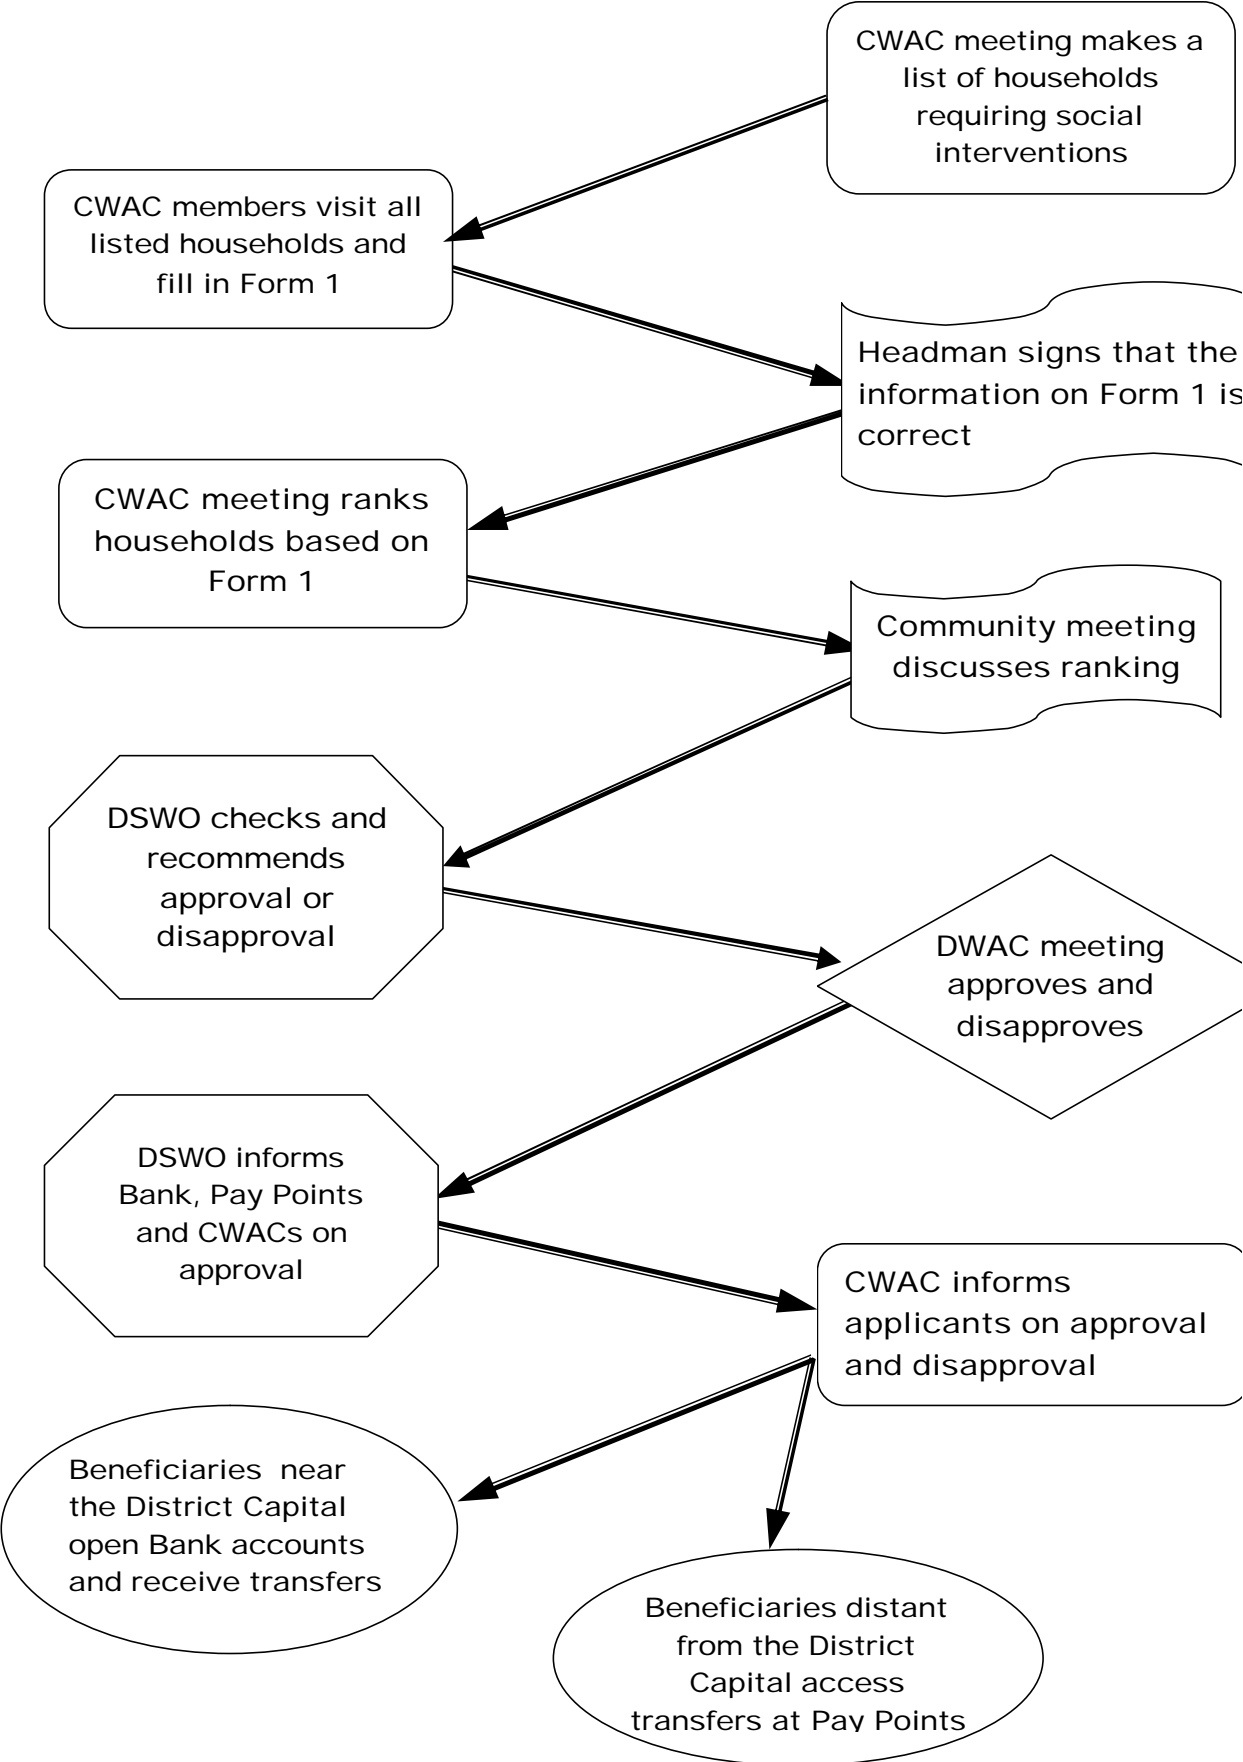 CWAC meeting makes a
list of households
requiring social
interventions
CWAC members visit all
listed households and
fill in Form 1
Headman signs that the
information on Form 1 is
correct
CWAC meeting ranks
households based on
Form 1
Community meeting
discusses ranking
DSWO checks and
recommends
approval or
disapproval
DWAC meeting
approves and
disapproves
DSWO informs
Bank, Pay Points
and CWACs on
approval
CWAC informs
applicants on approval
and disapproval
Beneficiaries near
the District Capital
open Bank accounts
and receive transfers
Beneficiaries distant
from the District
Capital access
transfers at Pay Points